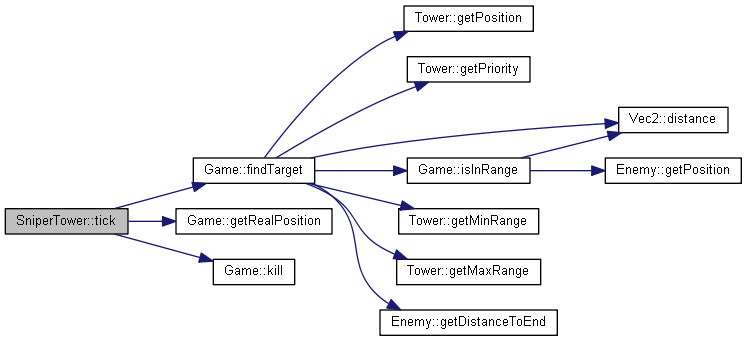 Tower::getPosition
Tower::getPriority
Vec2::distance
Game::findTarget
Game::isInRange
Enemy::getPosition
SniperTower::tick
Game::getRealPosition
Tower::getMinRange
Game::kill
Tower::getMaxRange
Enemy::getDistanceToEnd